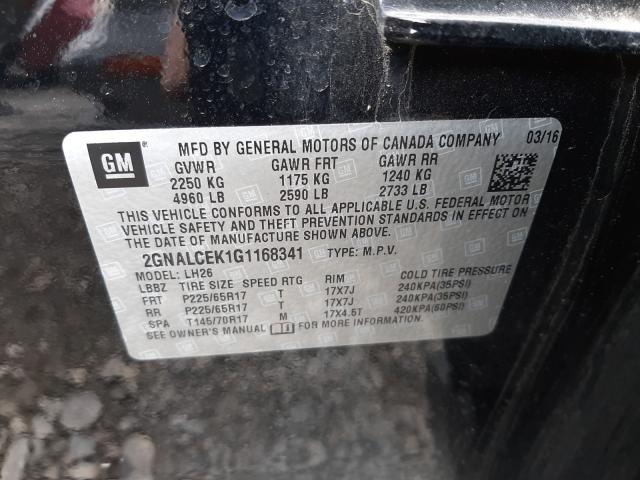 GM
MFD BY GENERAL MOTORS OF CANADA COMPANY 03/16
GVWR GAWR FRT GAWR RR
2250 KG 1175 KG 1240 KG
4960 LB 2590 LB 2733 LB
THIS VEHICLE CONFORMS TO ALL APPLICABLE U.S. FEDERAL MOTOR
VEHICLE SAFETY AND THEFT PREVENTION STANDARDS IN EFFECT ON
THE DATE OF MANUFACTURE SHOWN ABOVE.
2GNALCEK1G1168341 TYPE: M.P.V.
MODEL: LH26
LBBZ TIRE SIZE SPEED RTG RIM COLD TIRE PRESSURE
FRT P225/65R17 T 17X7J 240KPA(35PSI)
RR P225/65R17 T 17X7J 240KPA(35PSI)
SPA T145/70R17 M 17X4.5T 420KPA(60PSI)
SEE OWNER'S MANUAL FOR MORE INFORMATION.